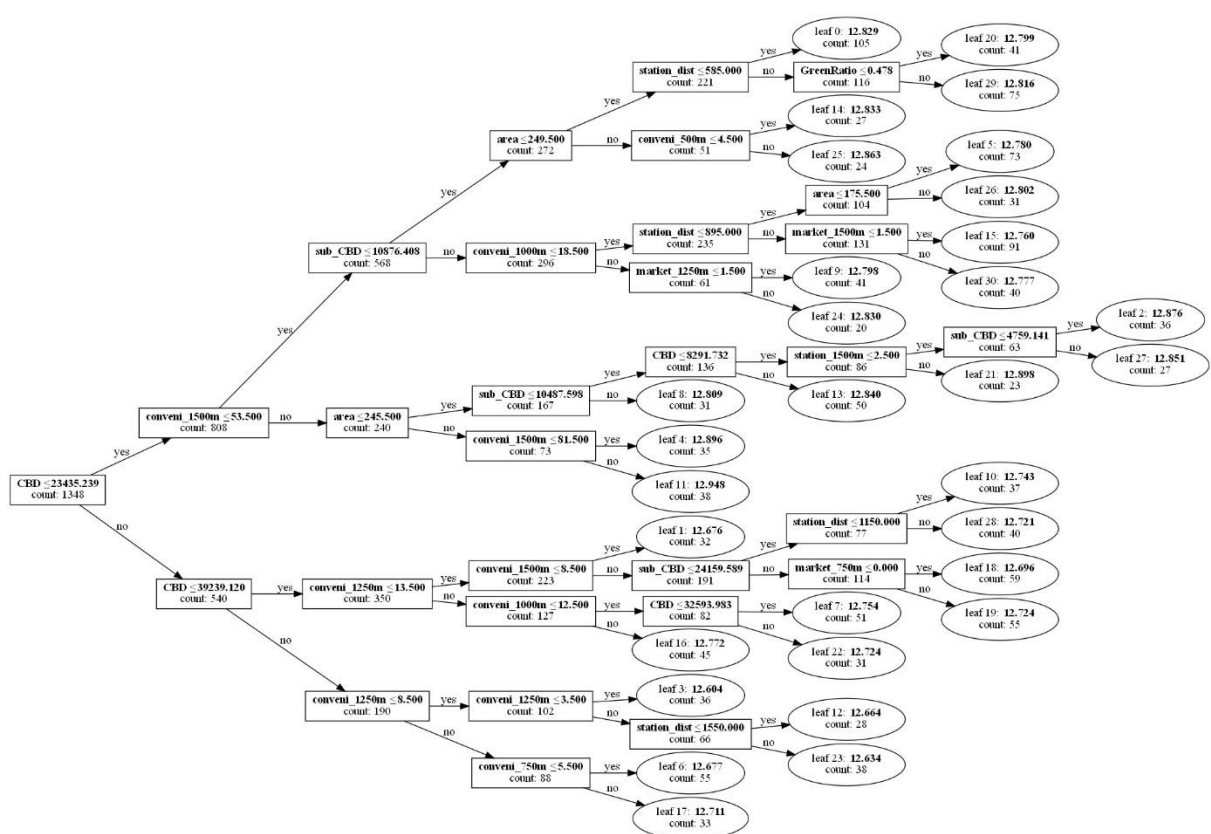 leaf 0: 12.829
count: 105
leaf 20: 12.799
count: 41
yes
yes
station_dist ≤585.000
count: 221
no
GreenRatio ≤0.478
count: 116
no
leaf 29: 12.816
count: 75
yes
leaf 14: 12.833
count: 27
yes
area ≤249.500
count: 272
no
conveni_500m ≤4.500
count: 51
no
leaf 25: 12.863
count: 24
leaf 5: 12.780
count: 73
yes
yes
area ≤175.500
count: 104
no
leaf 26: 12.802
count: 31
yes
sub_CBD ≤10876.408
count: 568
no
conveni_1000m ≤18.500
count: 296
yes
station_dist ≤895.000
count: 235
no
market_1500m ≤1.500
count: 131
yes
leaf 15: 12.760
count: 91
no
no
market_1250m ≤1.500
count: 61
yes
leaf 9: 12.798
count: 41
leaf 30: 12.777
count: 40
no
leaf 24: 12.830
count: 20
leaf 2: 12.876
count: 36
yes
yes
sub_CBD ≤4759.141
count: 63
yes
no
CBD ≤8291.732
count: 136
yes
station_1500m ≤2.500
count: 86
leaf 27: 12.851
count: 27
yes
no
no
leaf 21: 12.898
count: 23
sub_CBD ≤10487.598
count: 167
no
leaf 8: 12.809
count: 31
leaf 13: 12.840
count: 50
yes
conveni_1500m ≤53.500
count: 808
no
area ≤245.500
count: 240
no
conveni_1500m ≤81.500
count: 73
yes
leaf 4: 12.896
count: 35
no
leaf 11: 12.948
count: 38
yes
CBD ≤23435.239
count: 1348
no
leaf 10: 12.743
count: 37
yes
leaf 1: 12.676
count: 32
station_dist ≤1150.000
count: 77
no
leaf 28: 12.721
count: 40
yes
yes
conveni_1500m ≤8.500
count: 223
no
sub_CBD ≤24159.589
count: 191
no
market_750m ≤0.000
count: 114
yes
leaf 18: 12.696
count: 59
yes
CBD ≤39239.120
count: 540
yes
conveni_1250m ≤13.500
count: 350
no
conveni_1000m ≤12.500
count: 127
yes
CBD ≤32593.983
count: 82
yes
leaf 7: 12.754
count: 51
no
leaf 19: 12.724
count: 55
no
leaf 16: 12.772
count: 45
no
leaf 22: 12.724
count: 31
no
conveni_1250m ≤8.500
count: 190
yes
conveni_1250m ≤3.500
count: 102
yes
leaf 3: 12.604
count: 36
no
station_dist ≤1550.000
count: 66
yes
leaf 12: 12.664
count: 28
no
leaf 23: 12.634
count: 38
no
conveni_750m ≤5.500
count: 88
yes
leaf 6: 12.677
count: 55
no
leaf 17: 12.711
count: 33